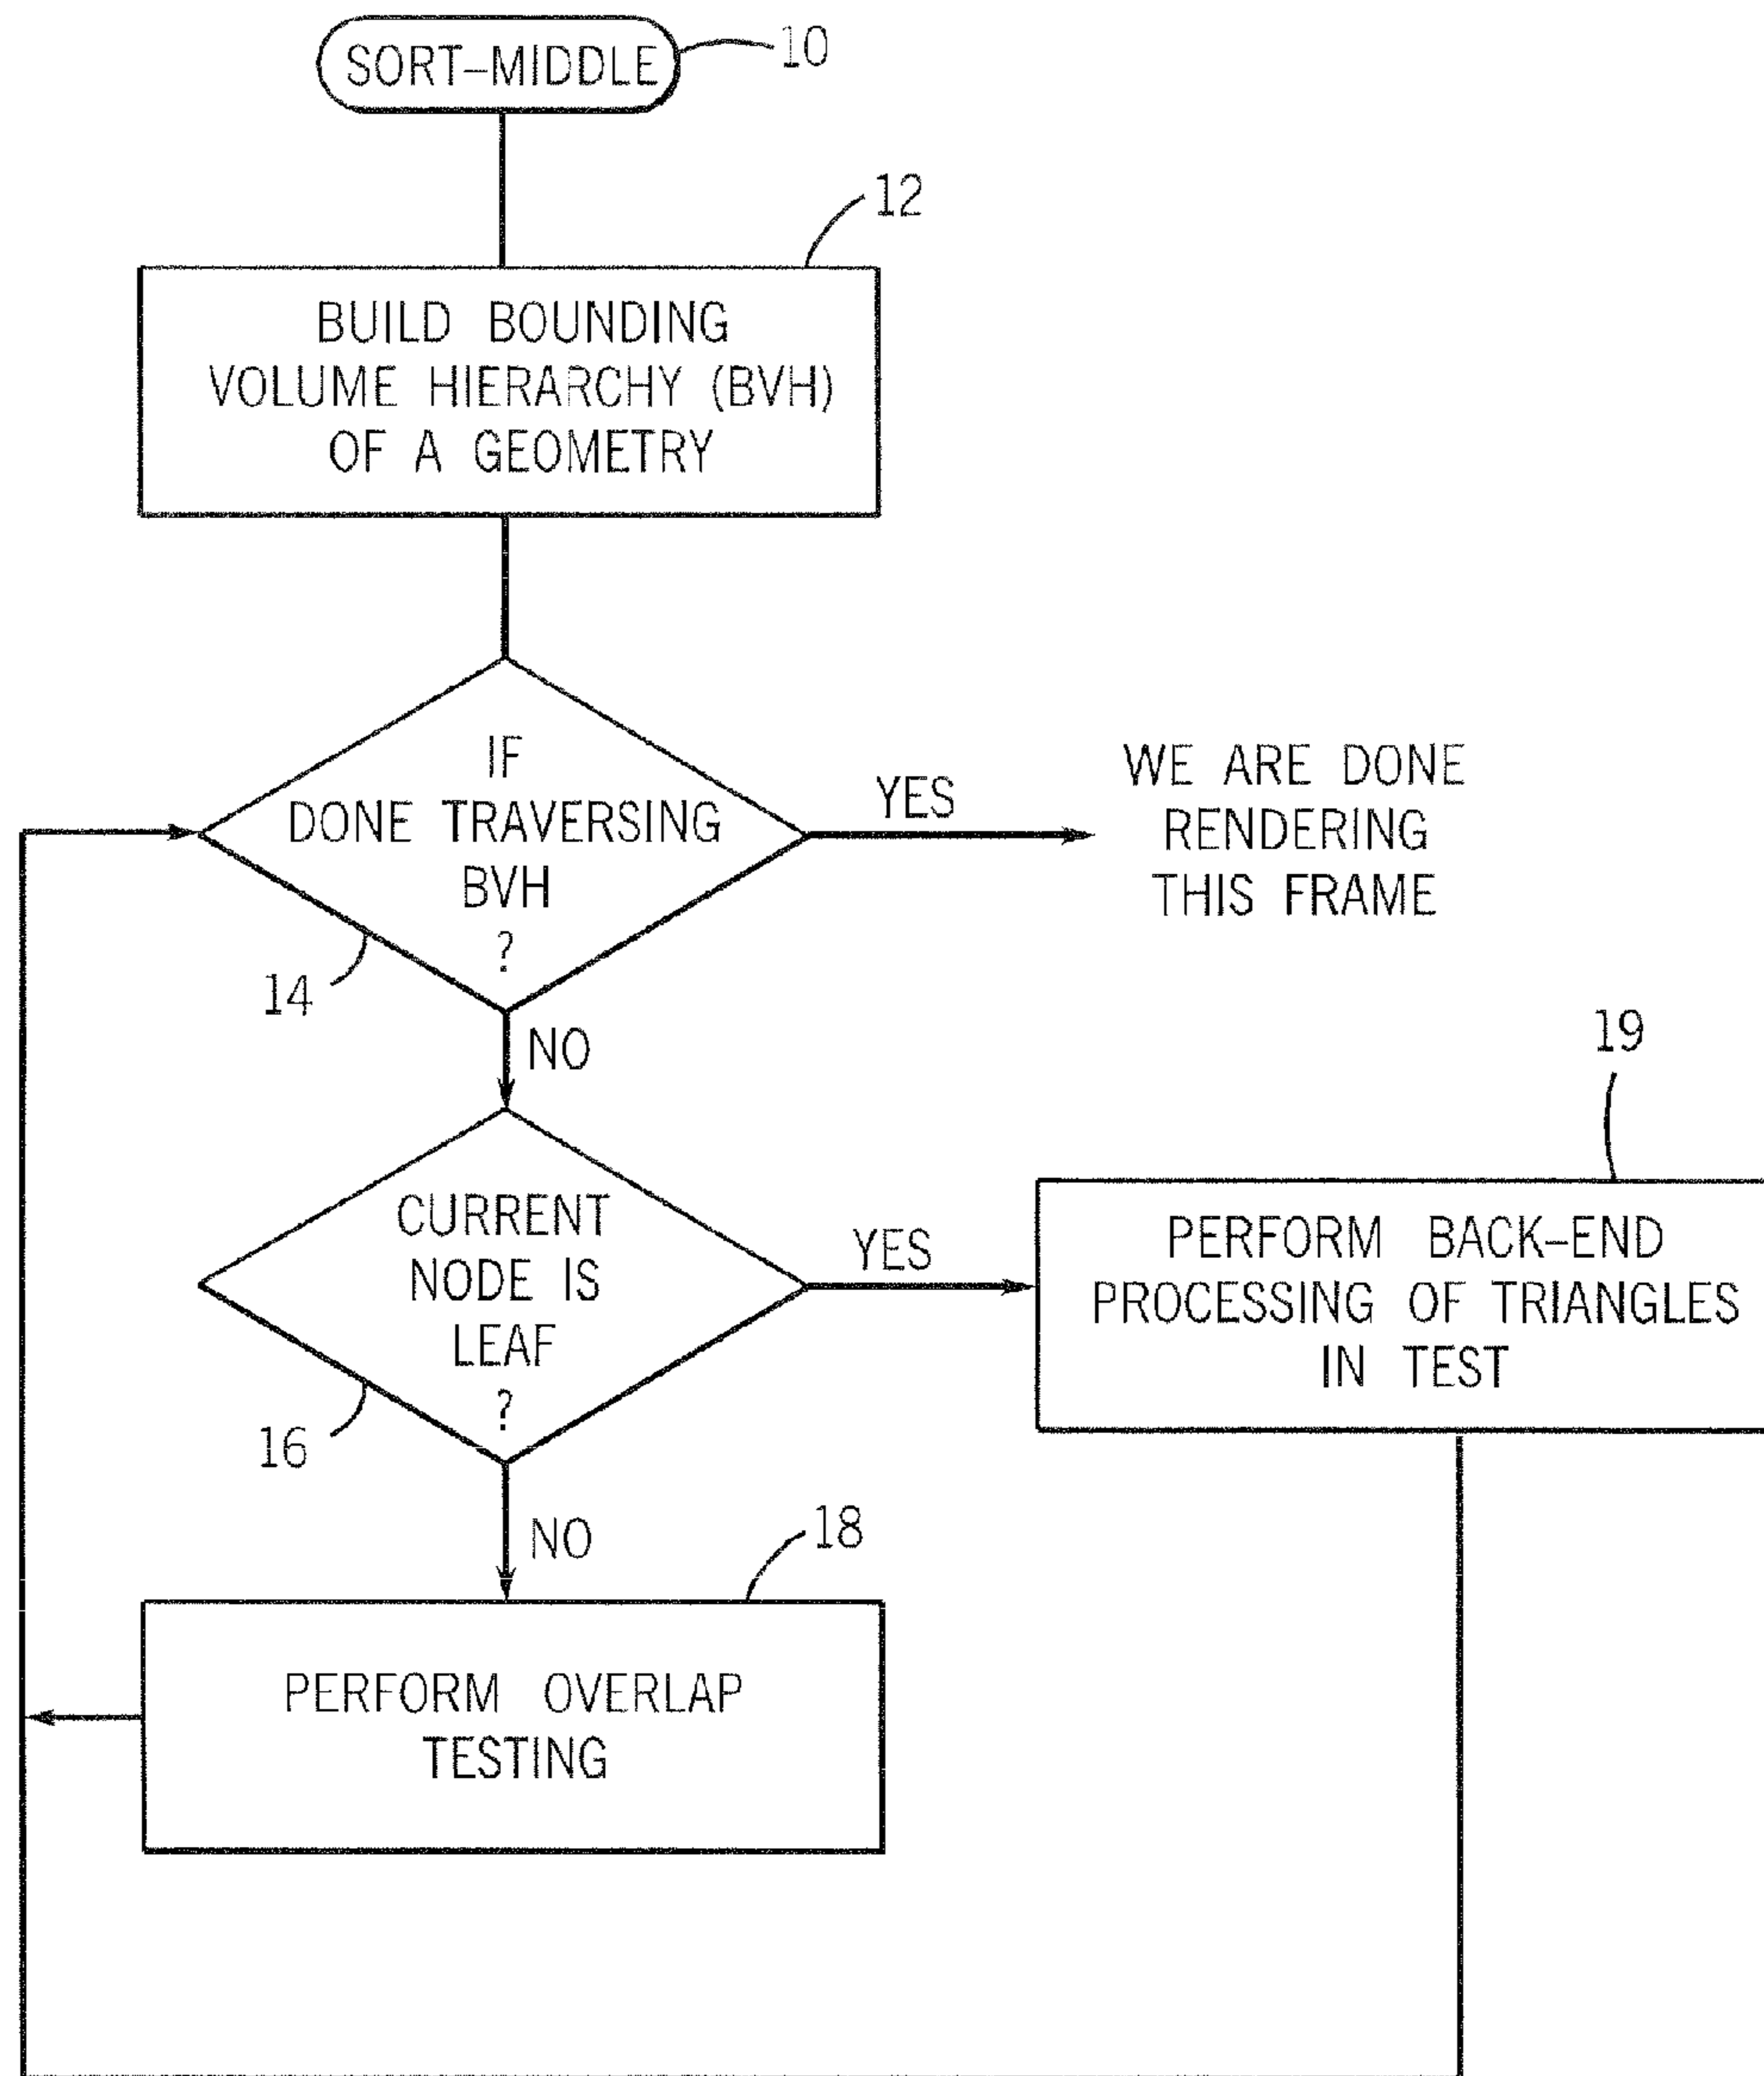 SORT-MIDDLE
10
12
BUILD BOUNDING
VOLUME HIERARCHY (BVH)
OF A GEOMETRY
IF
DONE TRAVERSING
BVH
?
14
YES
WE ARE DONE
RENDERING
THIS FRAME
NO
CURRENT
NODE IS
LEAF
?
16
YES
19
PERFORM BACK-END
PROCESSING OF TRIANGLES
IN TEST
NO
18
PERFORM OVERLAP
TESTING